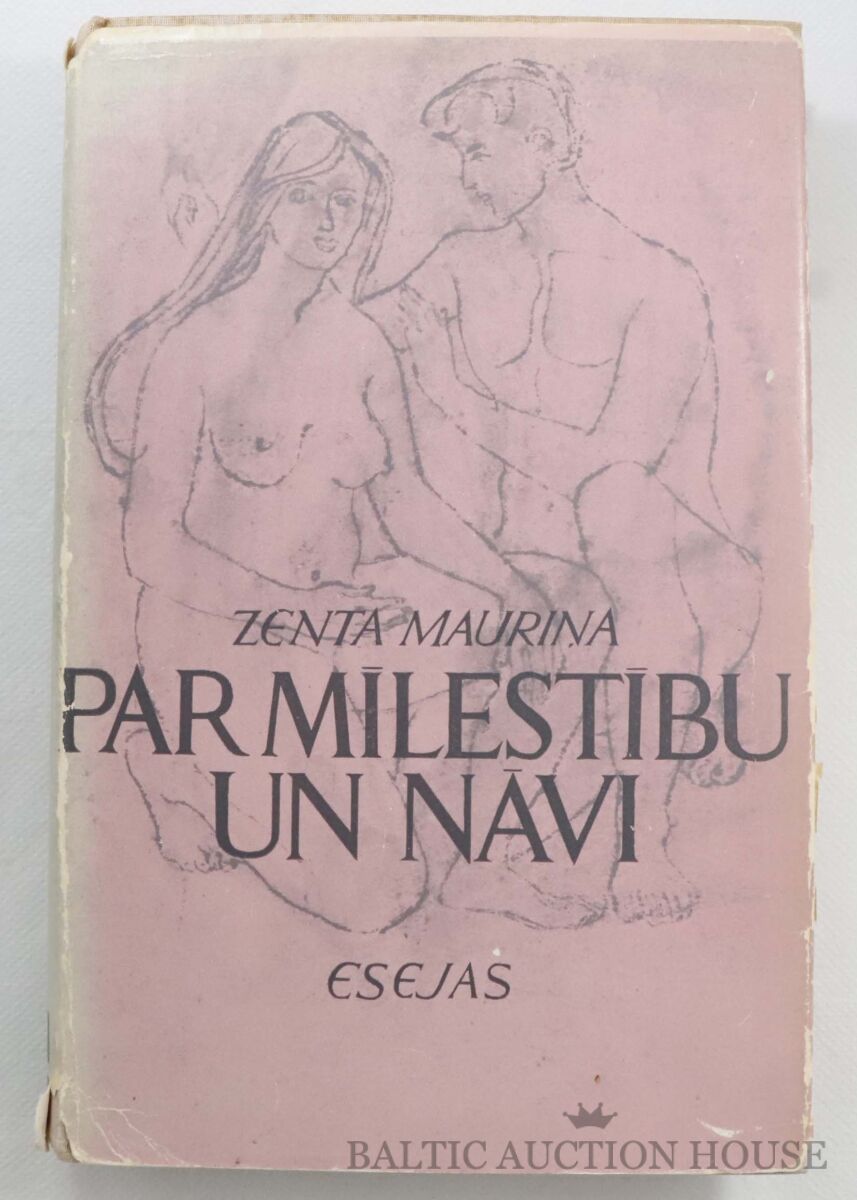 ZENTA MAURIŅA
PAR MĪLESTĪBU
UN NĀVI
ESEJAS
BALTIC AUCTION HOUSE